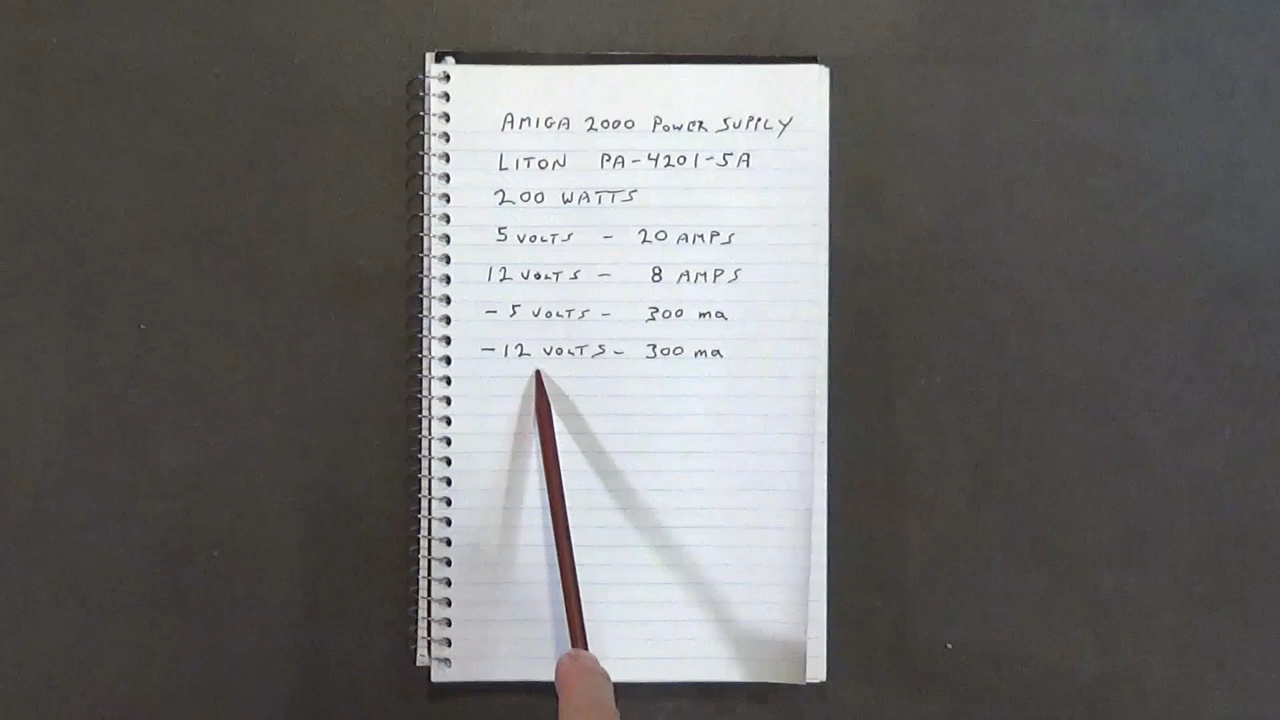 AMIGA 2000 POWER SUPPLY
LITON PA-4201-5A
200 WATTS
5 VOLTS - 20 AMPS
12 VOLTS - 8 AMPS
- 5 VOLTS - 300 ma
-12 VOLTS - 300 ma